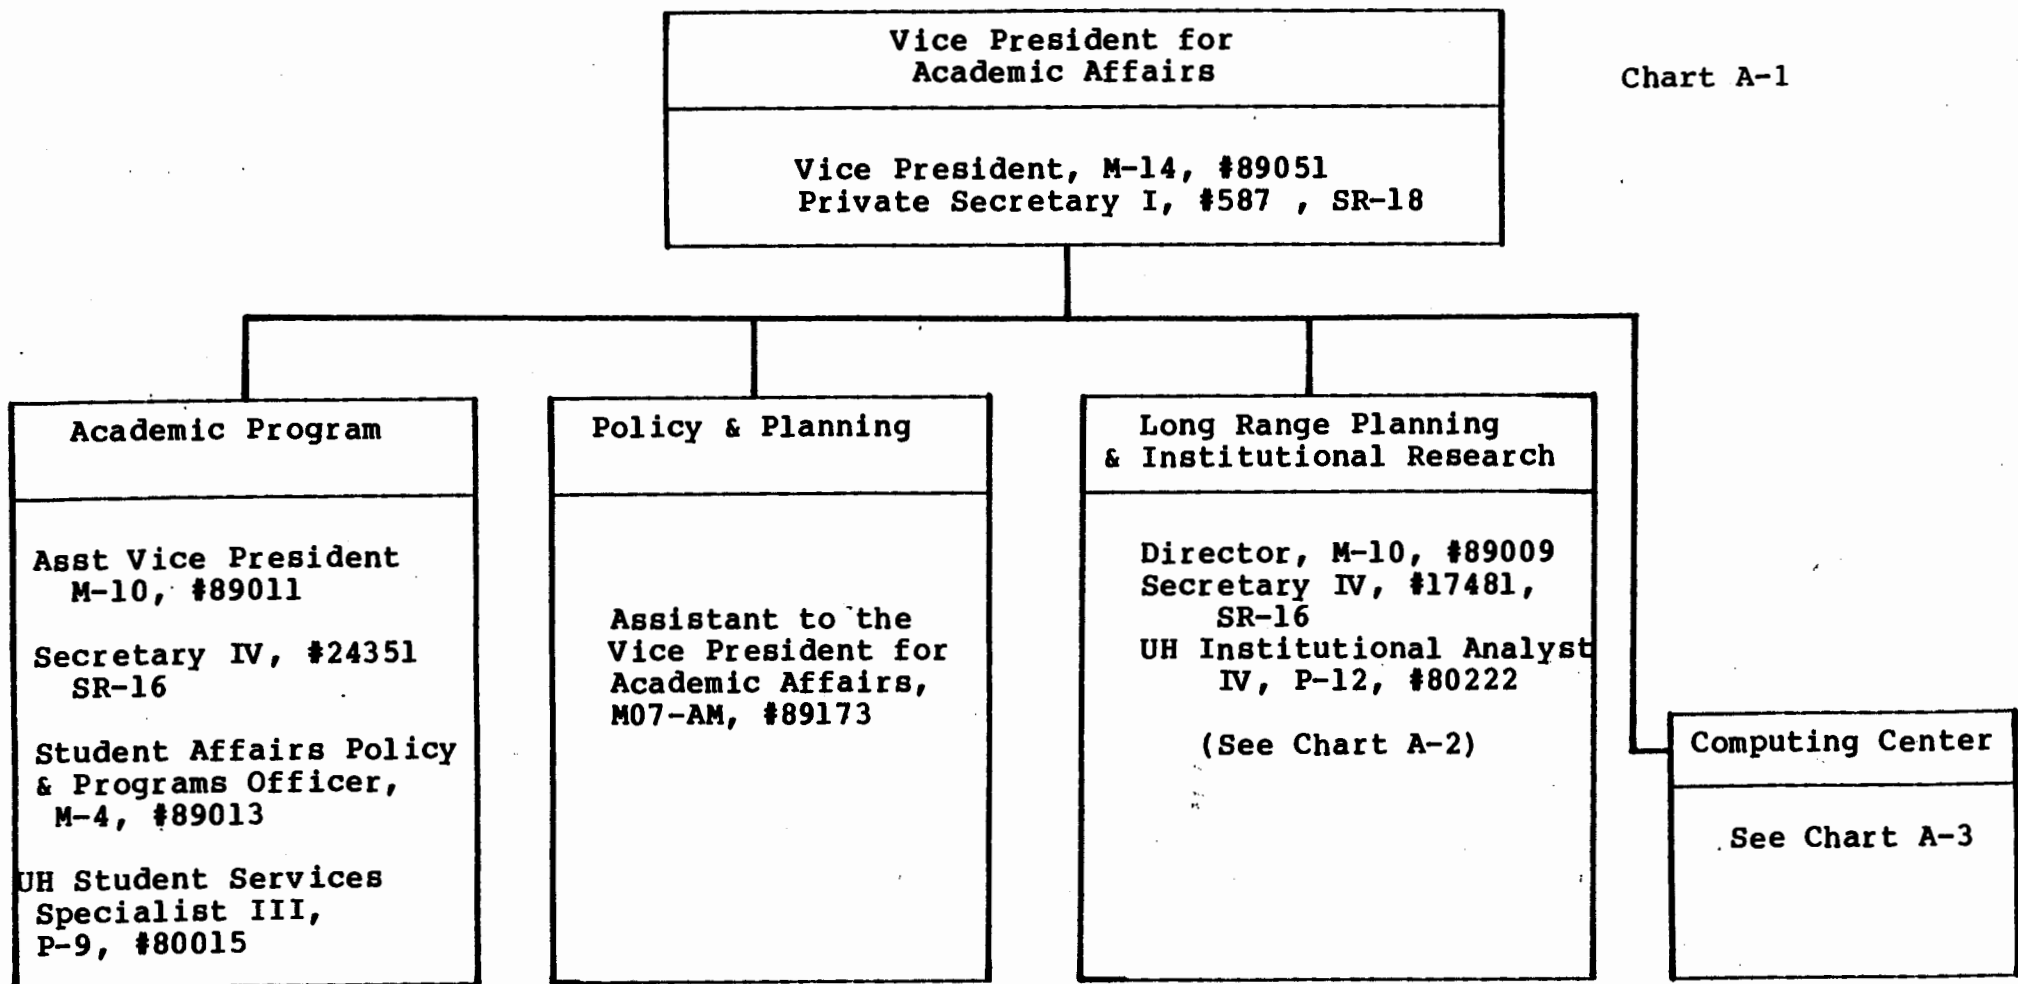 Vice President for
Academic Affairs
Chart A-1
Vice President, M-14, #89051
Private Secretary I, #587 , SR-18
Academic Program
Asst Vice President
M-10, #89011
Secretary IV, #24351
SR-16
Student Affairs Policy
& Programs Officer,
M-4, #89013
UH Student Services
Specialist III,
P-9, #80015
Policy & Planning
Assistant to the
Vice President for
Academic Affairs,
M07-AM, #89173
Long Range Planning
& Institutional Research
Director, M-10, #89009
Secretary IV, #17481,
SR-16
UH Institutional Analyst
IV, P-12, #80222
(See Chart A-2)
Computing Center
See Chart A-3